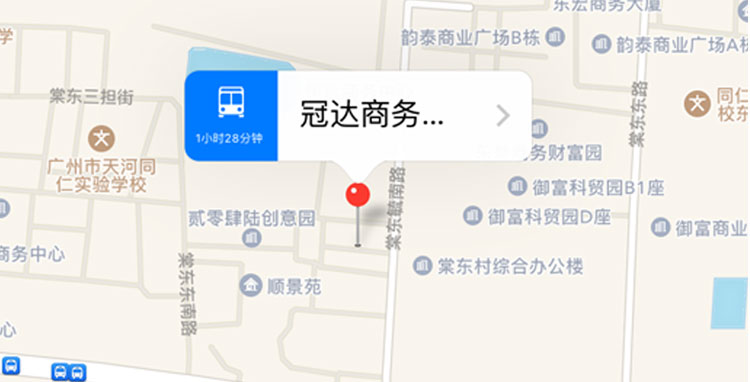 东宏商务大厦
学
韵泰商业广场B栋
韵泰商业广场A栋
棠东三担街
1小时28分钟
冠达商务...
棠东东路
同仁
校东
广州市天河同
仁实验学校
商务财富园
棠东毓南路
御富科贸园B1座
贰零肆陆创意园
御富科贸园D座
御富商业
商务中心
棠东东南路
顺景苑
棠东村综合办公楼
心